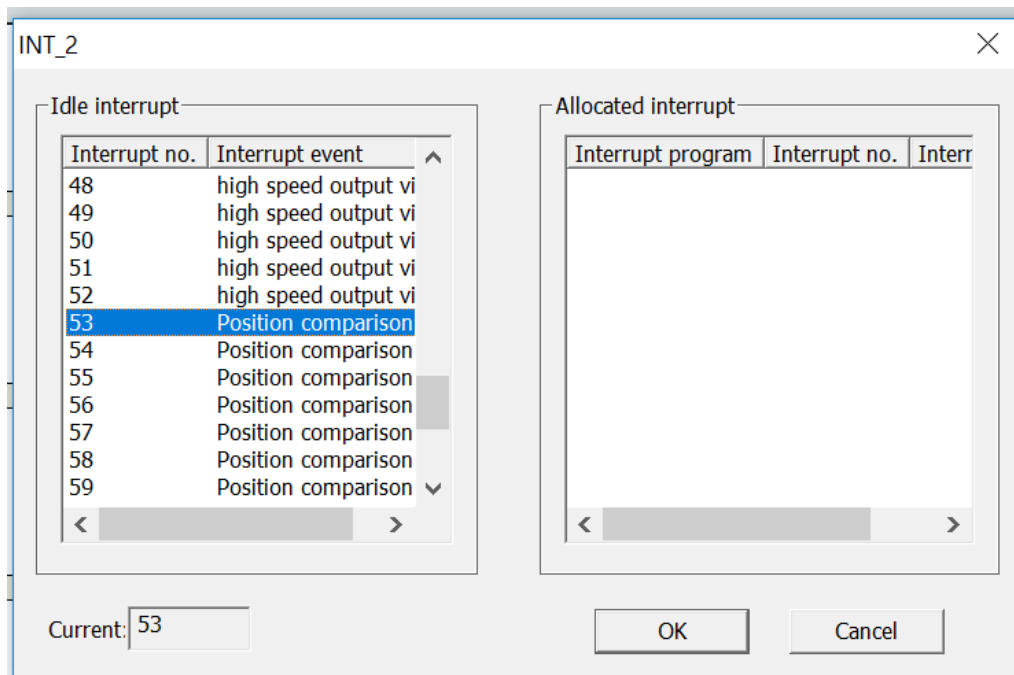 INT_2
Idle interrupt
Interrupt no. Interrupt event
48 high speed output vi
49 high speed output vi
50 high speed output vi
51 high speed output vi
52 high speed output vi
53 Position comparison
54 Position comparison
55 Position comparison
56 Position comparison
57 Position comparison
58 Position comparison
59 Position comparison
Allocated interrupt
Interrupt program Interrupt no. Interr
Current: 53
OK
Cancel